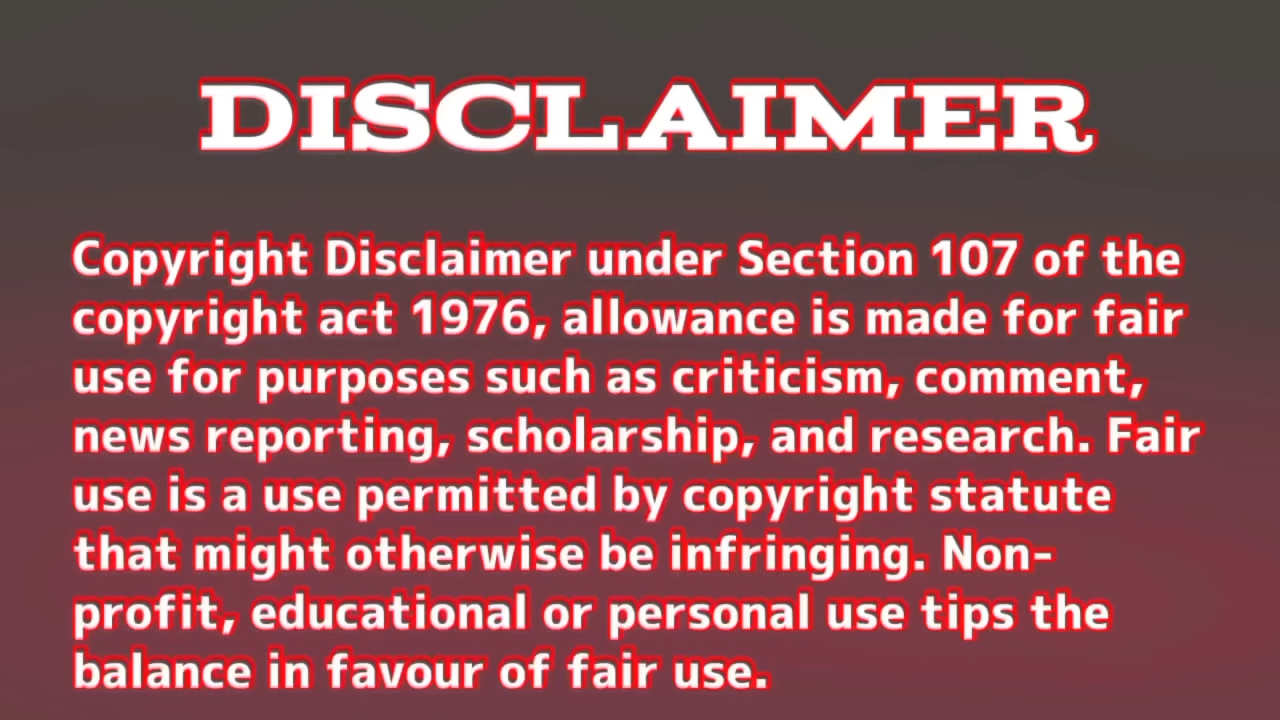 DISCLAIMER
Copyright Disclaimer under Section 107 of the
copyright act 1976, allowance is made for fair
use for purposes such as criticism, comment,
news reporting, scholarship, and research. Fair
use is a use permitted by copyright statute
that might otherwise be infringing. Non-
profit, educational or personal use tips the
balance in favour of fair use.